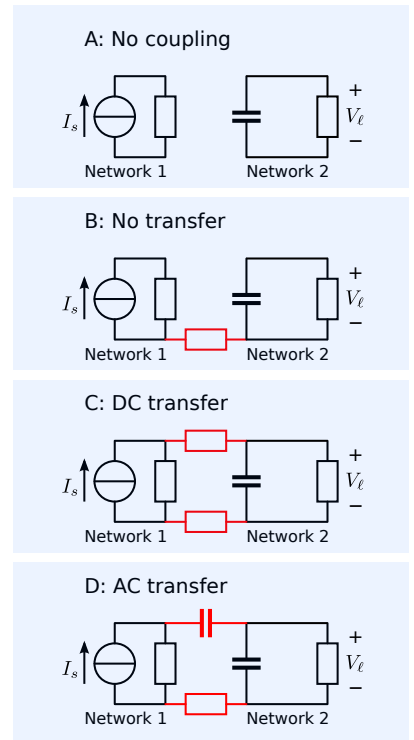 A: No coupling
+
I_s V_ℓ
−
Network 1 Network 2
B: No transfer
+
I_s V_ℓ
−
Network 1 Network 2
C: DC transfer
+
I_s V_ℓ
−
Network 1 Network 2
D: AC transfer
+
I_s V_ℓ
−
Network 1 Network 2